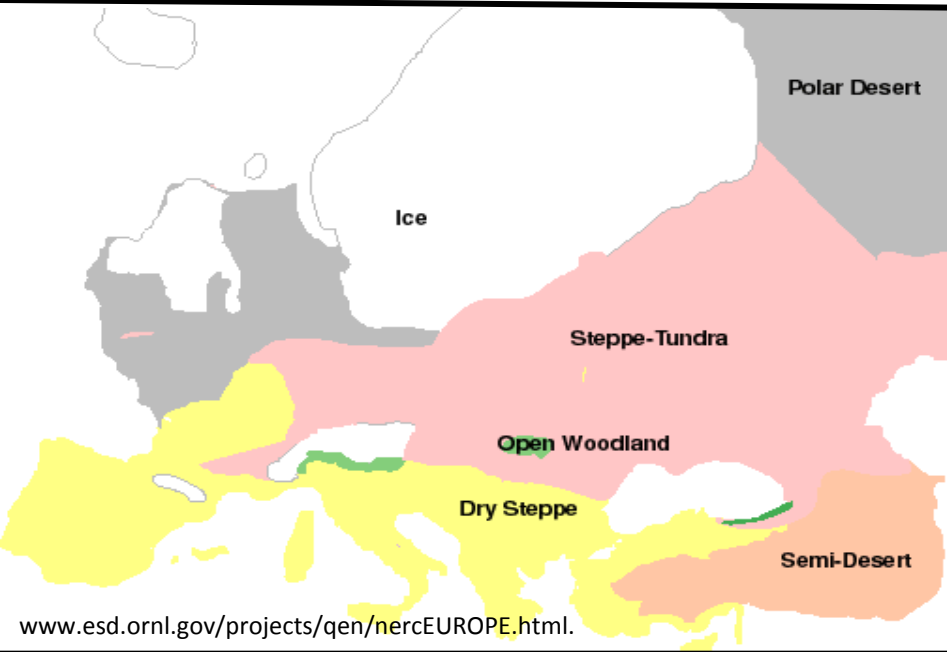 Polar Desert
Ice
Steppe-Tundra
Open Woodland
Dry Steppe
Semi-Desert
www.esd.ornl.gov/projects/qen/nercEUROPE.html.